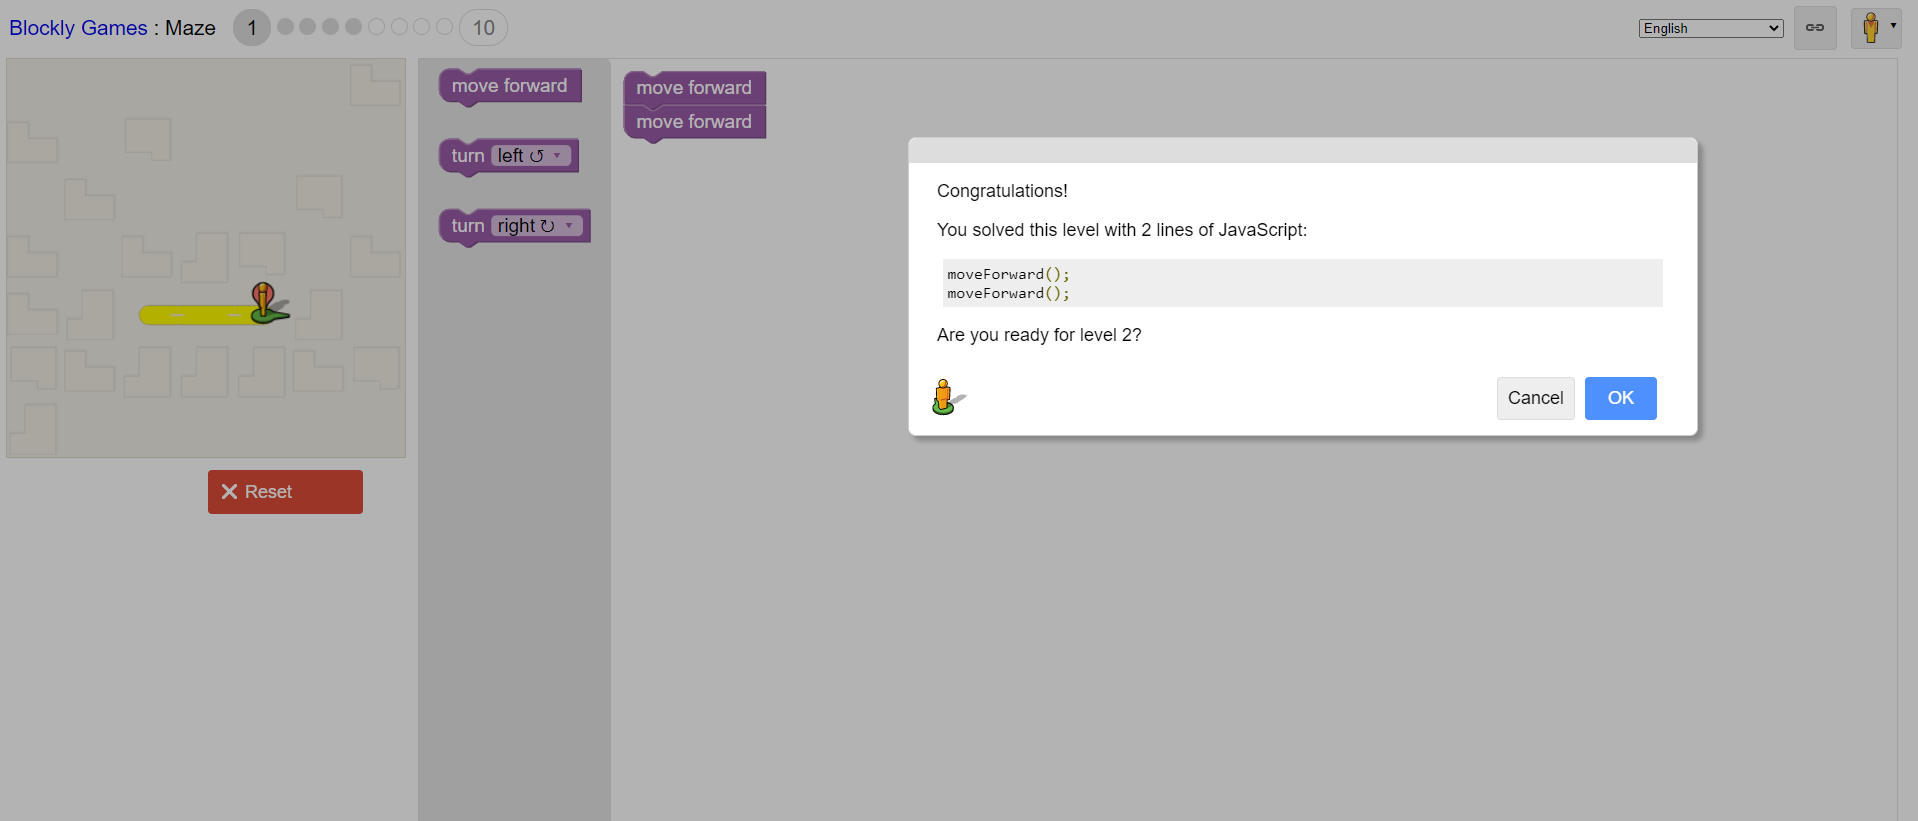 Blockly Games : Maze 1 10
English
move forward
turn left ↺ ▾
turn right ↻ ▾
move forward
move forward
Reset
Congratulations!
You solved this level with 2 lines of JavaScript:
moveForward();
moveForward();
Are you ready for level 2?
Cancel OK